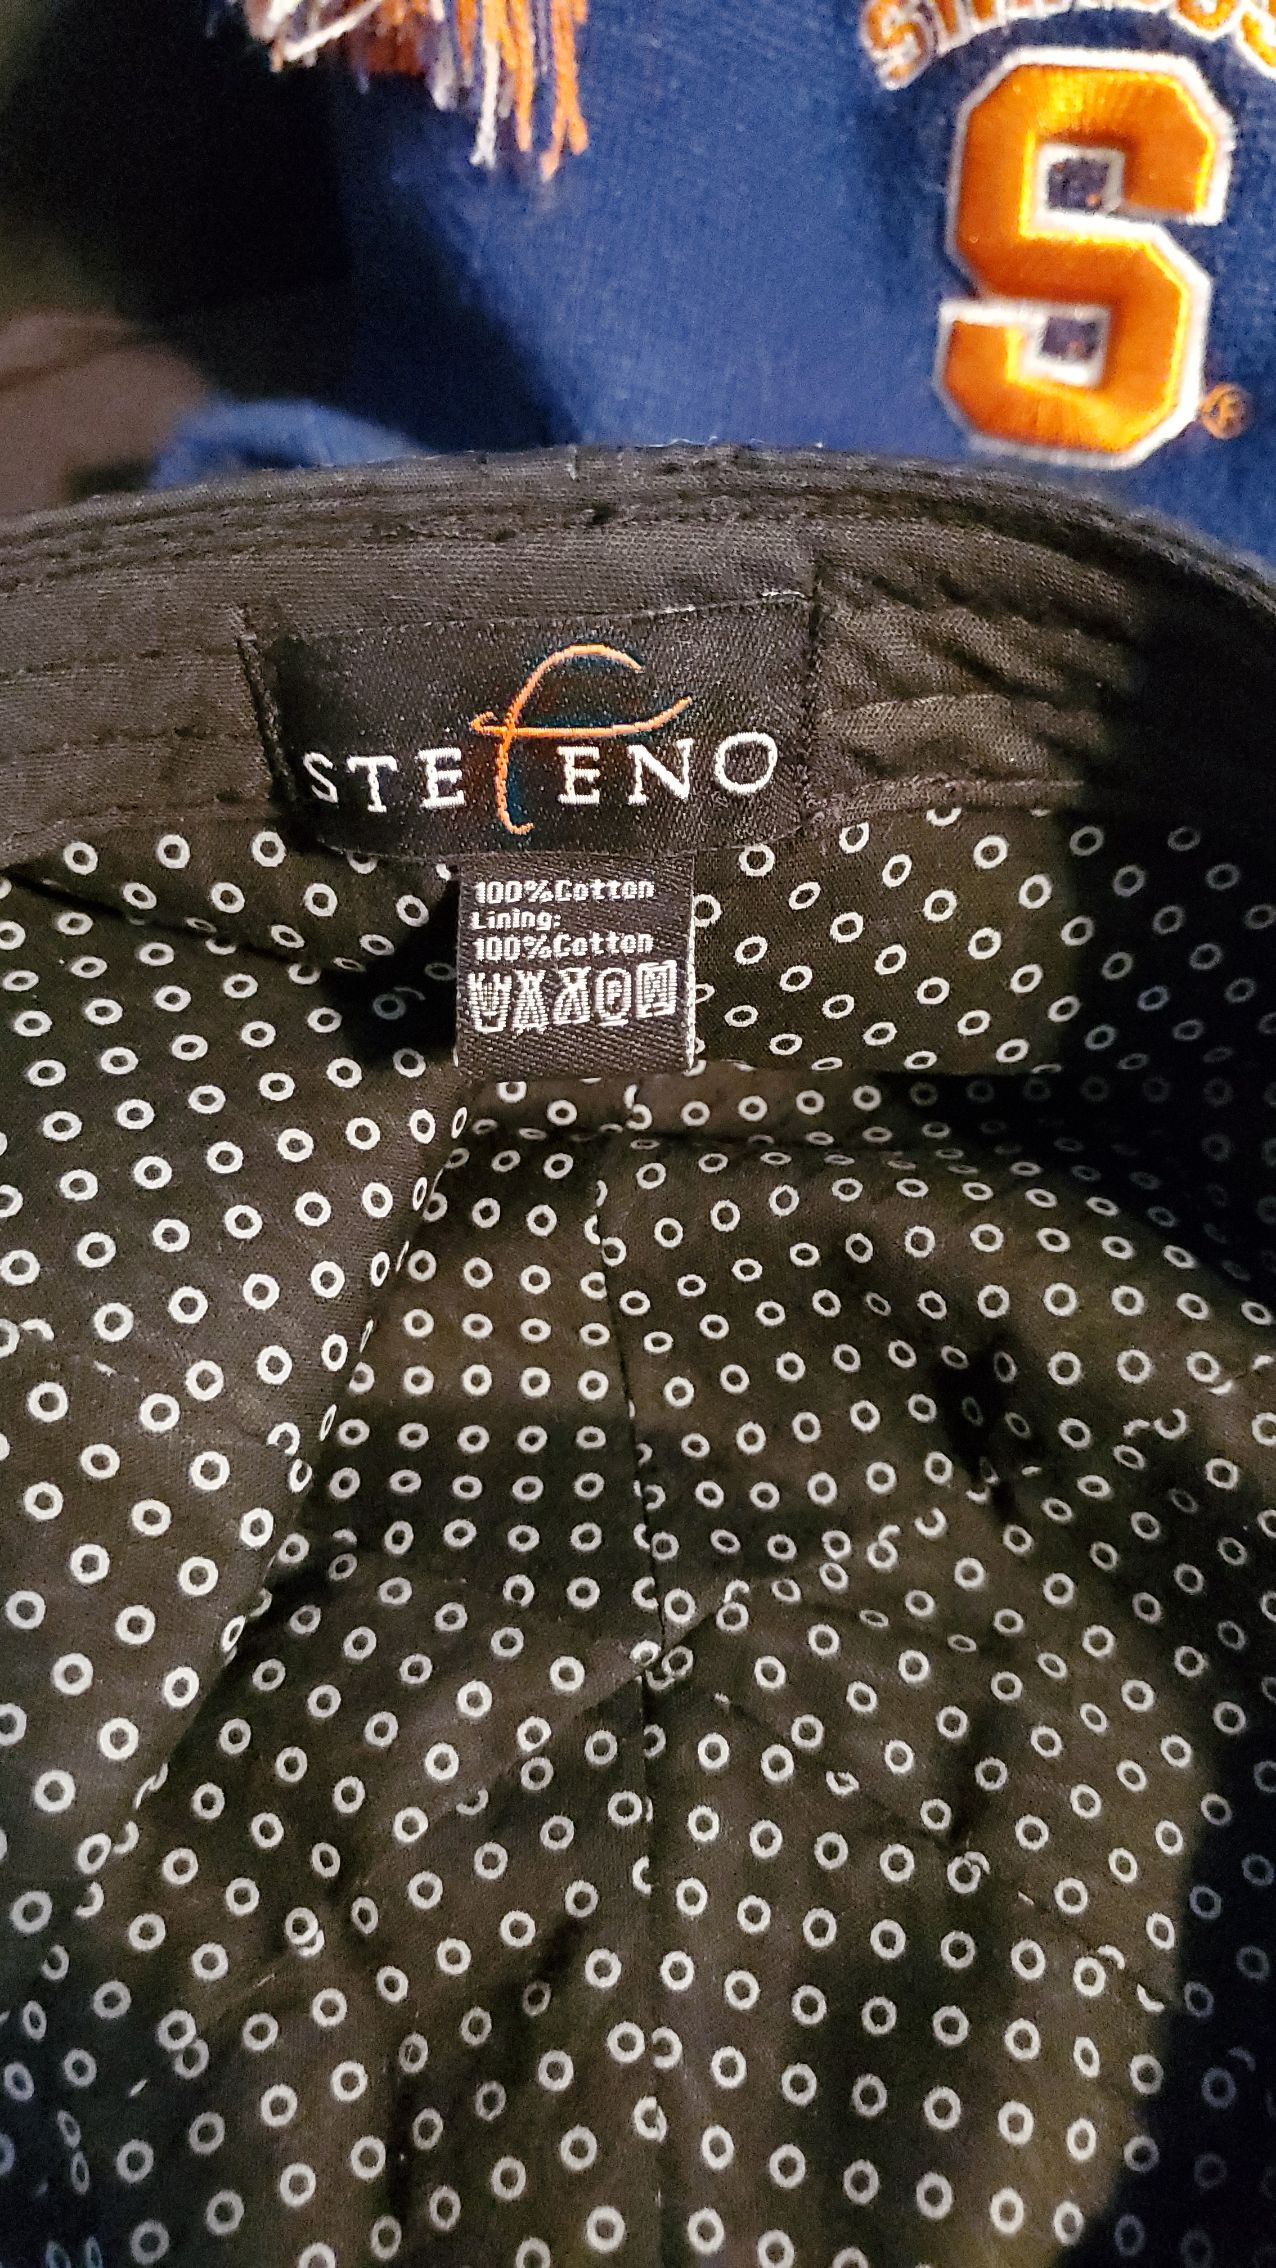 S
®
STEfENO
100%Cotton
Lining:
100%Cotton
P